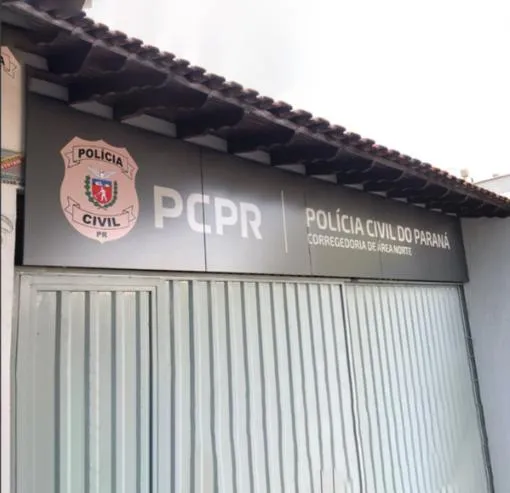 POLÍCIA
CIVIL
PR
PCPR
POLÍCIA CIVIL DO PARANÁ
CORREGEDORIA DE ÁREA NORTE